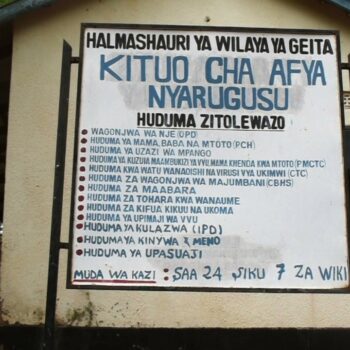 HALMASHAURI YA WILAYA YA GEITA
KITUO CHA AFYA
NYARUGUSU
HUDUMA ZITOLEWAZO
WAGONJWA WA NJE (OPD)
HUDUMA YA MAMA, BABA NA MTOTO (PCH)
HUDUMA YA UZAZI WA MPANGO
HUDUMA YA KUZUIA MAAMBUKIZI YA VVU MAMA KHENDA KWA MTOTO (PMCTC)
HUDUMA KWA WATU WANADISHI NA VIRUSI VYA UKIMWI (CTC)
HUDUMA ZA WAGONJWA WA MAJUMBANI (CBHS)
HUDUMA ZA MAABARA
HUDUMA ZA TOHARA KWA WANAUME
HUDUMA ZA KIFUA KIKUU NA UKOMA
HUDUMA YA UPIMAJI WA VVU
HUDUMA YA KULAZWA (IPD)
HUDUMA YA KINYWA & MENO
HUDUMA YA UPASUAJI
MUDA WA KAZI : SAA 24, SIKU 7 ZA WIKI